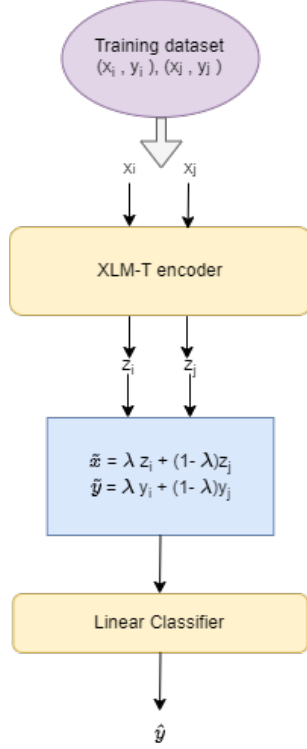 Training dataset
(xᵢ , yᵢ ), (xⱼ , yⱼ )
xᵢ xⱼ
XLM-T encoder
zᵢ zⱼ
x̃ = λ zᵢ + (1- λ)zⱼ
ỹ = λ yᵢ + (1- λ)yⱼ
Linear Classifier
ŷ